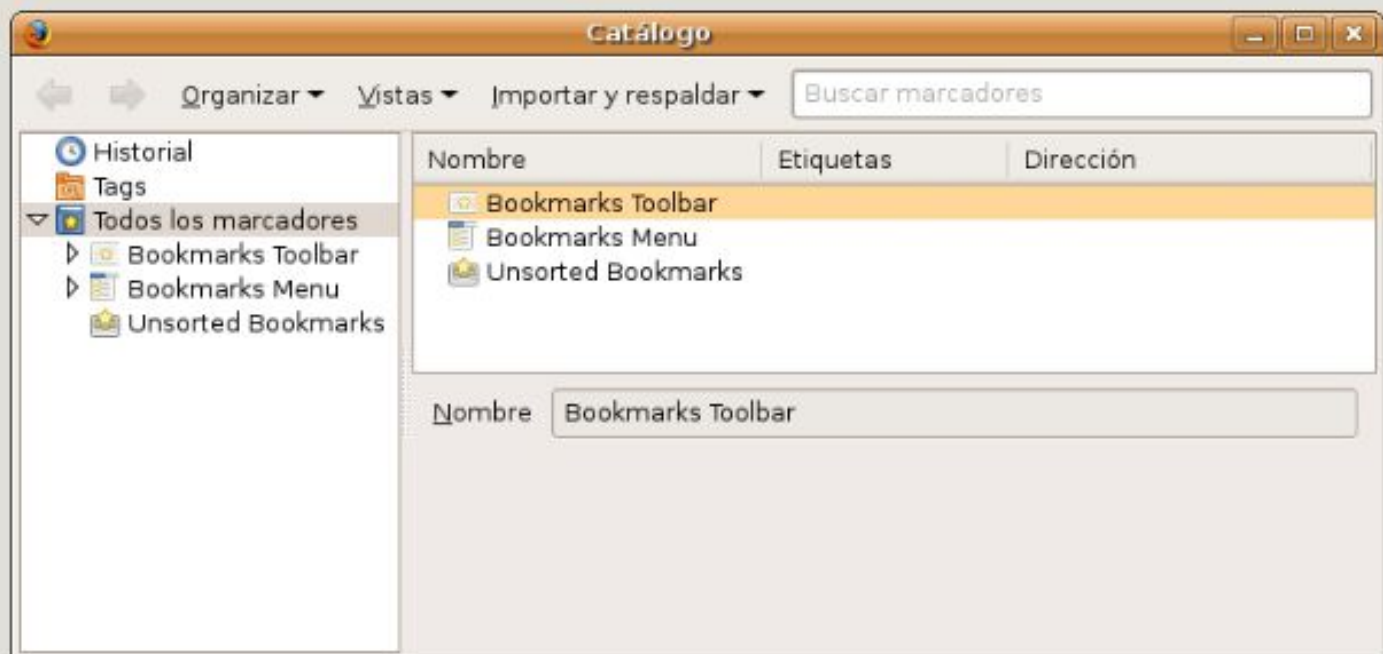 Catálogo
Organizar Vistas Importar y respaldar Buscar marcadores
Historial
Tags
Todos los marcadores
Bookmarks Toolbar
Bookmarks Menu
Unsorted Bookmarks
Nombre Etiquetas Dirección
Bookmarks Toolbar
Bookmarks Menu
Unsorted Bookmarks
Nombre Bookmarks Toolbar